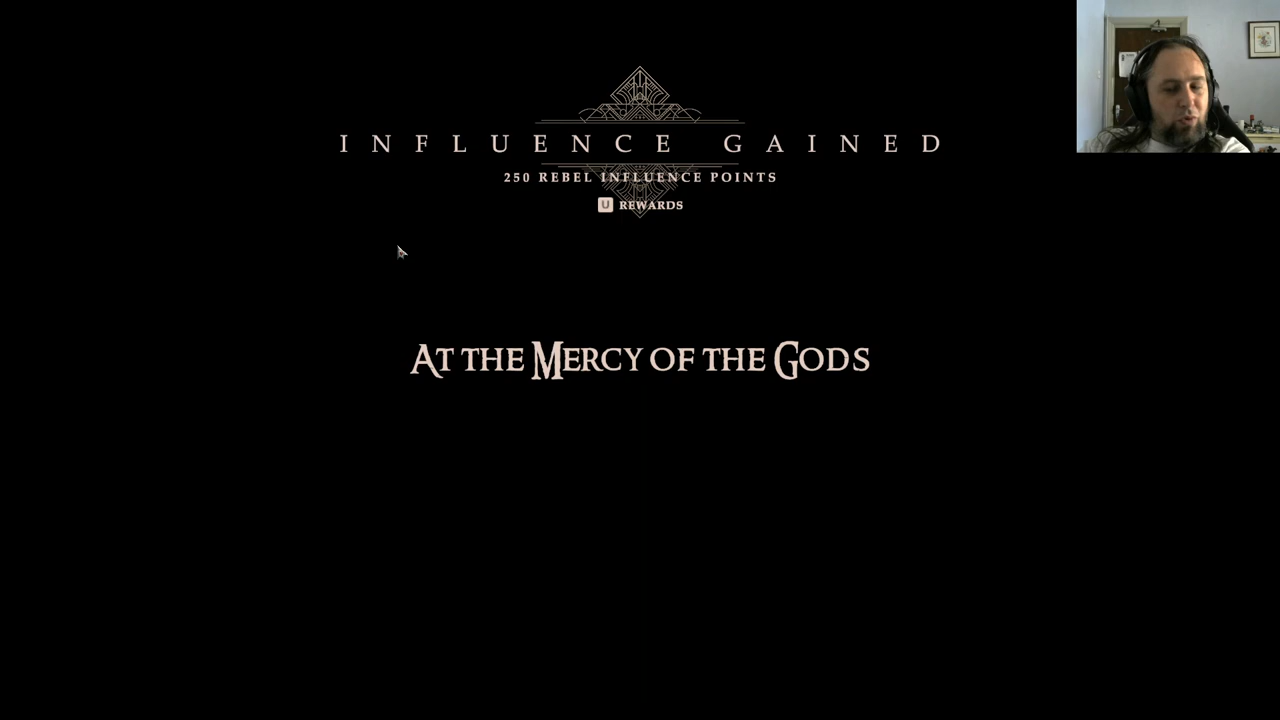 INFLUENCE GAINED
250 REBEL INFLUENCE POINTS
U REWARDS
AT THE MERCY OF THE GODS